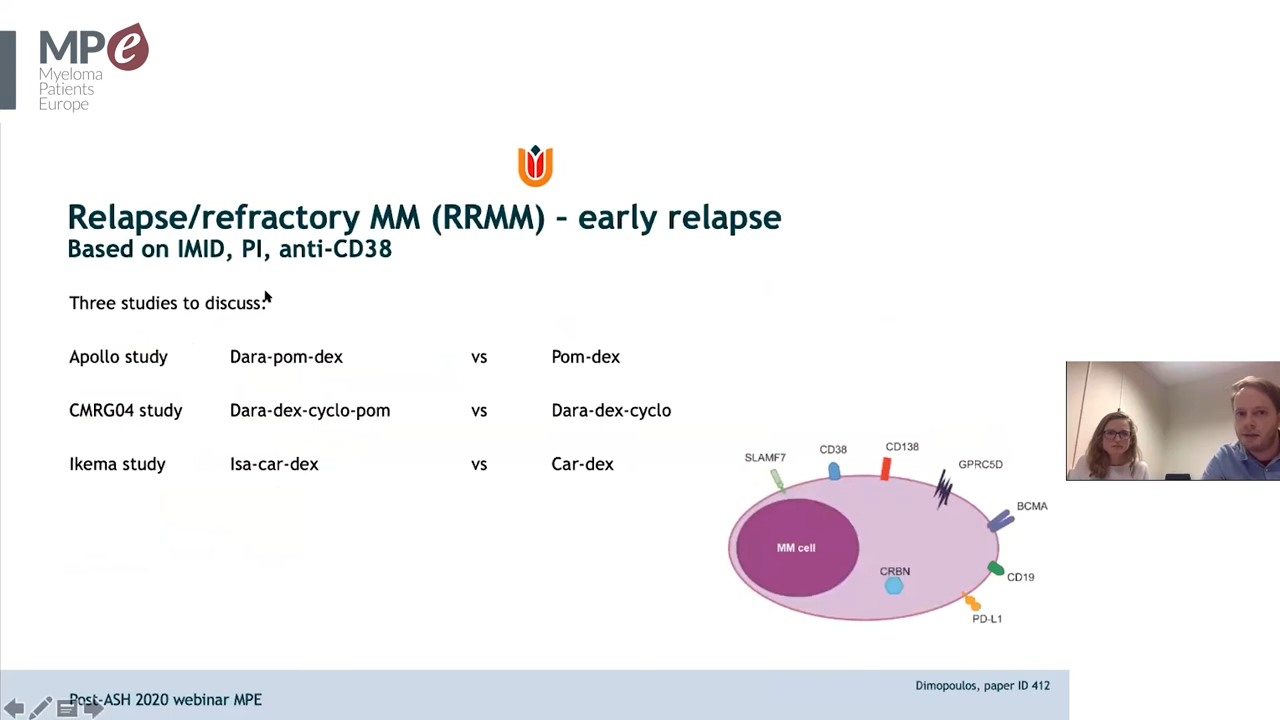 MPe
Myeloma
Patients
Europe
Relapse/refractory MM (RRMM) – early relapse
Based on IMID, PI, anti-CD38
Three studies to discuss:
Apollo study Dara-pom-dex vs Pom-dex
CMRG04 study Dara-dex-cyclo-pom vs Dara-dex-cyclo
Ikema study Isa-car-dex vs Car-dex
SLAMF7
CD38
CD138
GPRC5D
BCMA
MM cell
CRBN
CD19
PD-L1
Dimopoulos, paper ID 412
Post-ASH 2020 webinar MPE